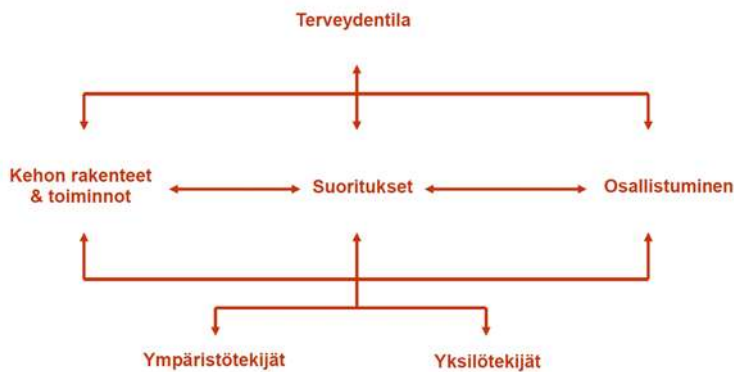 Terveydentila
Kehon rakenteet
& toiminnot
Suoritukset
Osallistuminen
Ympäristötekijät
Yksilötekijät